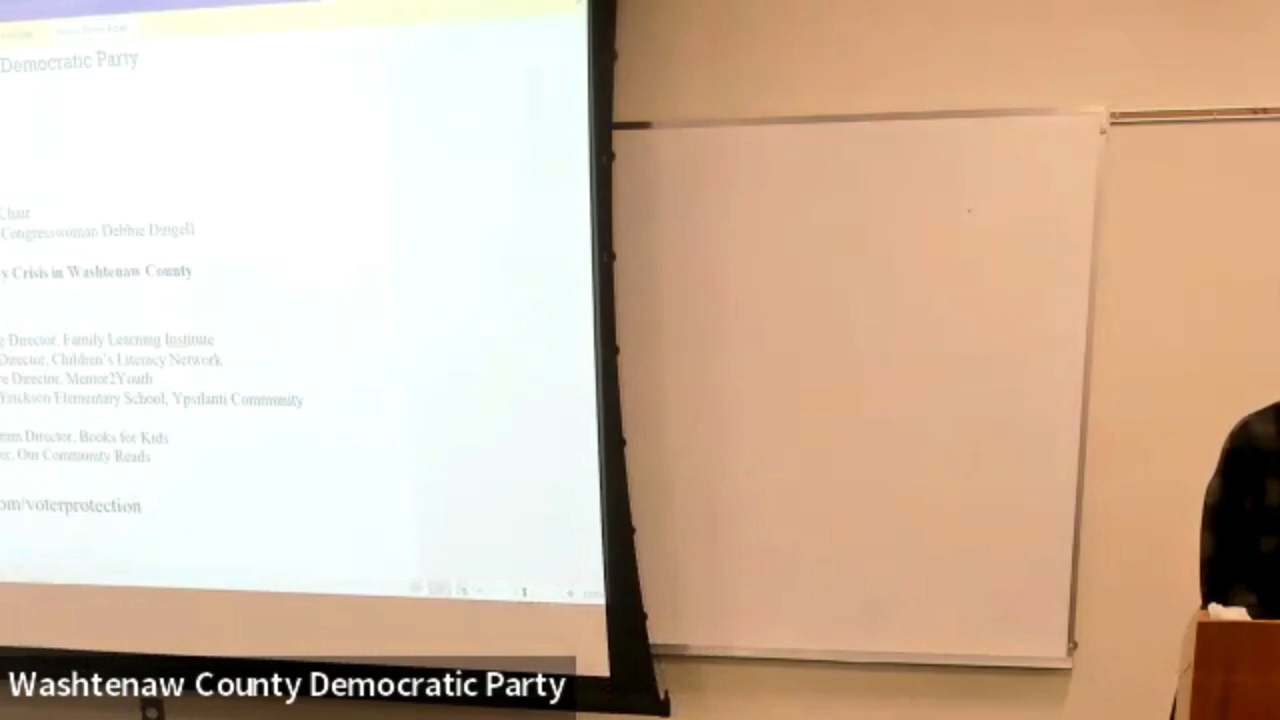 Democratic Party
Chair
Congresswoman Debbie Dingell
y Crisis in Washtenaw County
Director, Family Learning Institute
Director, Children's Literacy Network
e Director, Mentor2Youth
Erickson Elementary School, Ypsilanti Community
Director, Books for Kids
Our Community Reads
om/voterprotection
Washtenaw County Democratic Party